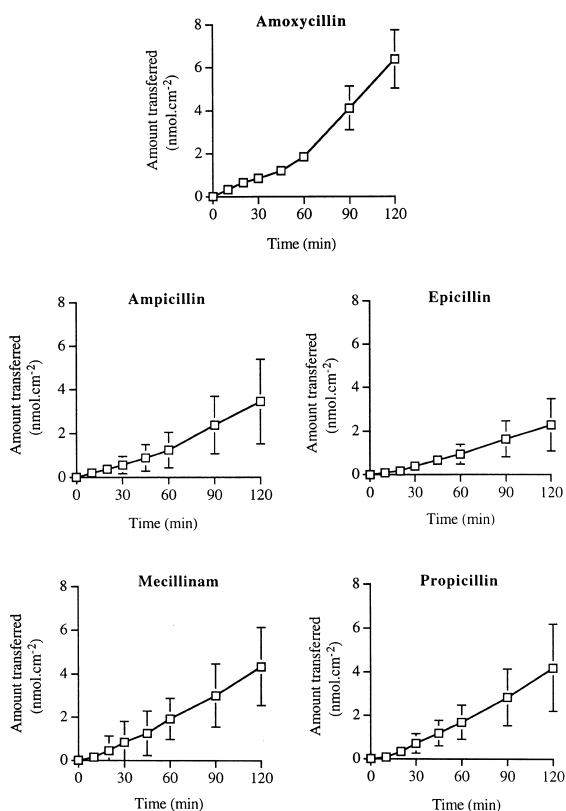 Amoxycillin
8
6
4
2
0
Amount transferred
(nmol.cm-2)
0 30 60 90 120
Time (min)
Ampicillin
8
6
4
2
0
Amount transferred
(nmol.cm-2)
0 30 60 90 120
Time (min)
Epicillin
8
6
4
2
0
Amount transferred
(nmol.cm-2)
0 30 60 90 120
Time (min)
Mecillinam
8
6
4
2
0
Amount transferred
(nmol.cm-2)
0 30 60 90 120
Time (min)
Propicillin
8
6
4
2
0
Amount transferred
(nmol.cm-2)
0 30 60 90 120
Time (min)